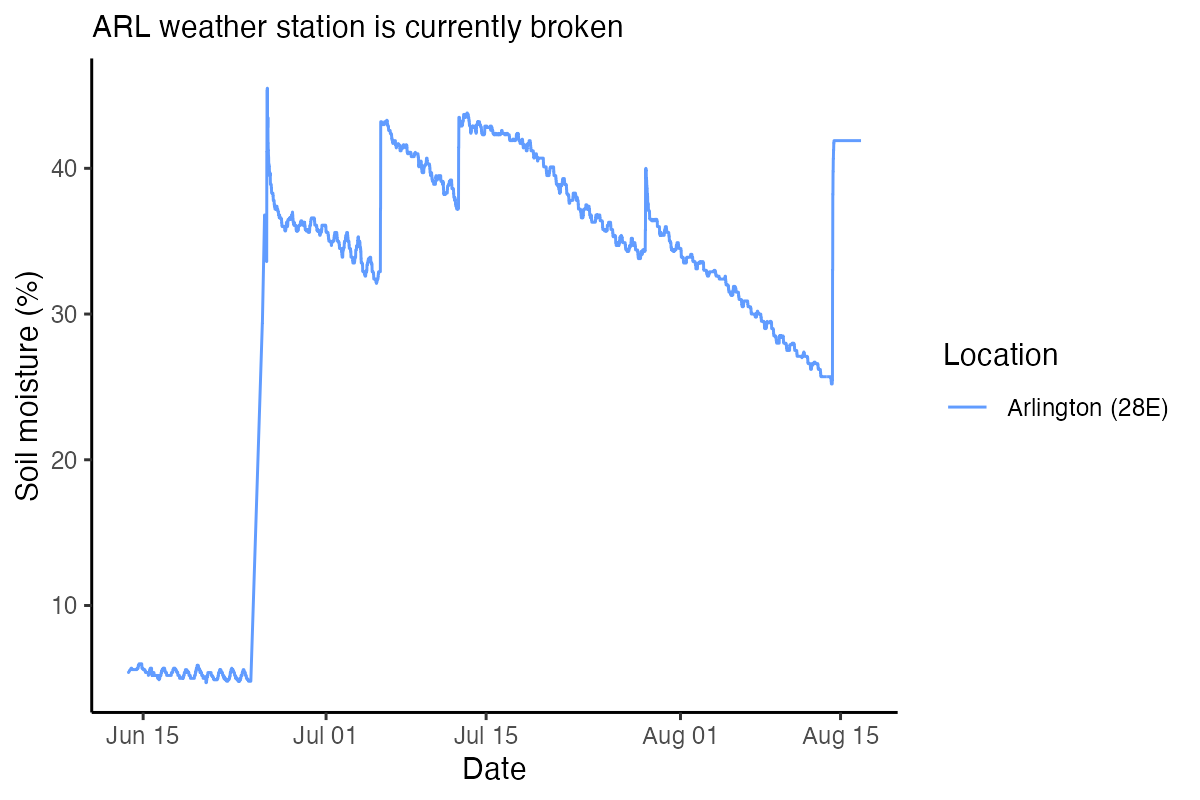 ARL weather station is currently broken
Soil moisture (%)
40
30
20
10
Jun 15
Jul 01
Jul 15
Aug 01
Aug 15
Date
Location
Arlington (28E)